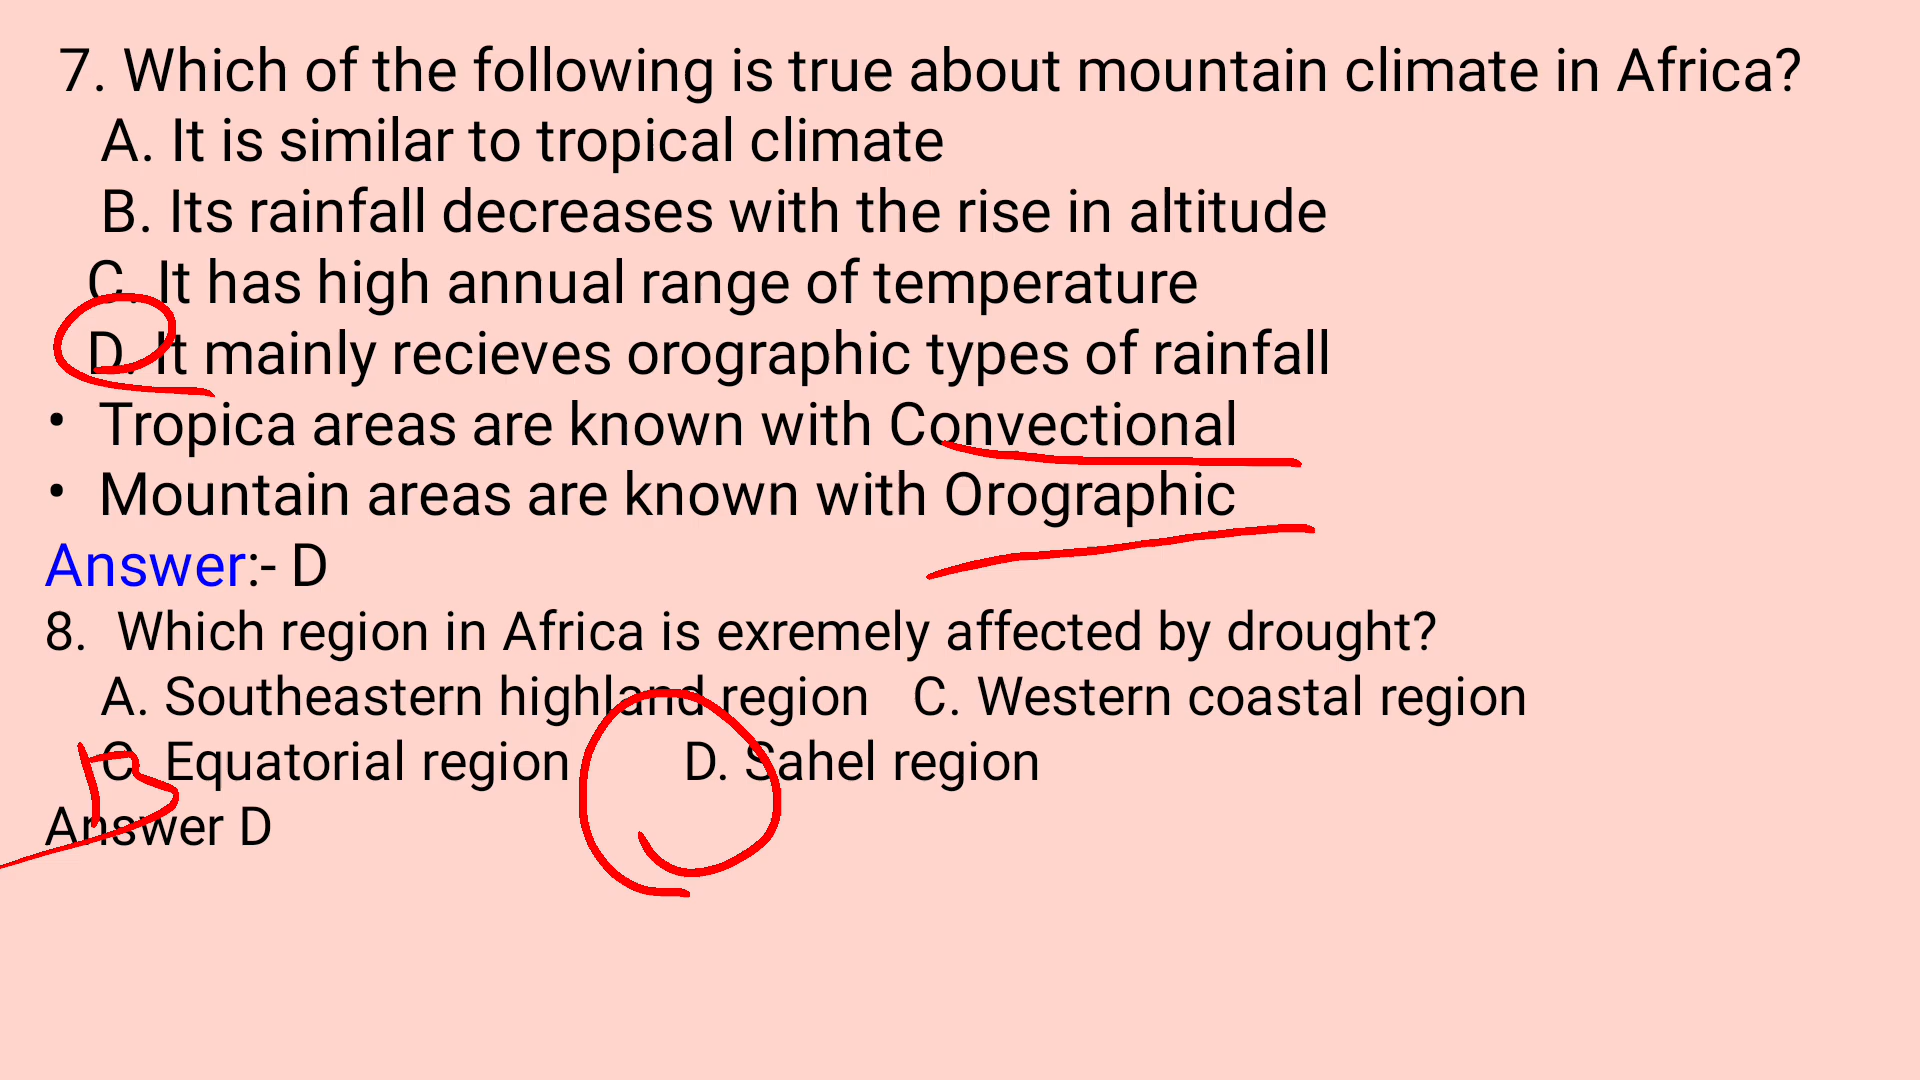 7. Which of the following is true about mountain climate in Africa?
A. It is similar to tropical climate
B. Its rainfall decreases with the rise in altitude
C. It has high annual range of temperature
D. It mainly recieves orographic types of rainfall
• Tropica areas are known with Convectional
• Mountain areas are known with Orographic
Answer:- D
8. Which region in Africa is exremely affected by drought?
A. Southeastern highland region C. Western coastal region
C. Equatorial region D. Sahel region
B
Answer D